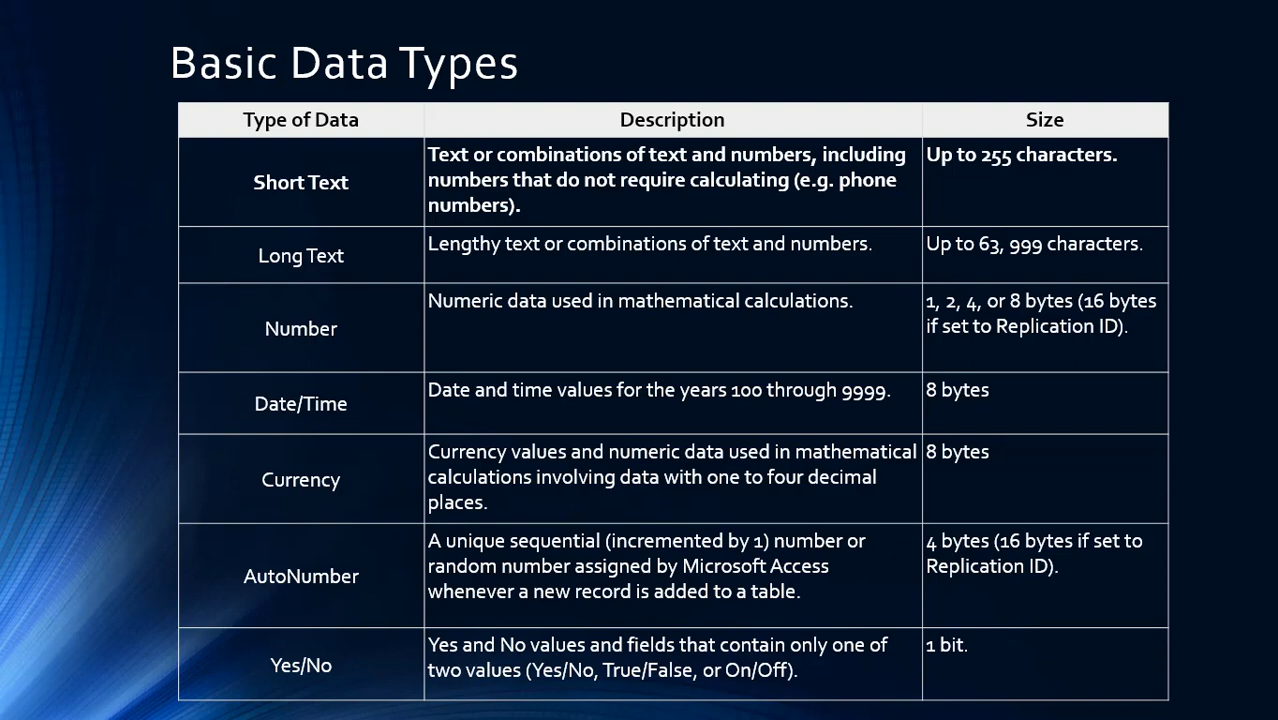 Basic Data Types
Type of Data
Description
Size
Short Text
Text or combinations of text and numbers, including
numbers that do not require calculating (e.g. phone
numbers).
Up to 255 characters.
Long Text
Lengthy text or combinations of text and numbers.
Up to 63, 999 characters.
Number
Numeric data used in mathematical calculations.
1, 2, 4, or 8 bytes (16 bytes
if set to Replication ID).
Date/Time
Date and time values for the years 100 through 9999.
8 bytes
Currency
Currency values and numeric data used in mathematical
calculations involving data with one to four decimal
places.
8 bytes
AutoNumber
A unique sequential (incremented by 1) number or
random number assigned by Microsoft Access
whenever a new record is added to a table.
4 bytes (16 bytes if set to
Replication ID).
Yes/No
Yes and No values and fields that contain only one of
two values (Yes/No, True/False, or On/Off).
1 bit.